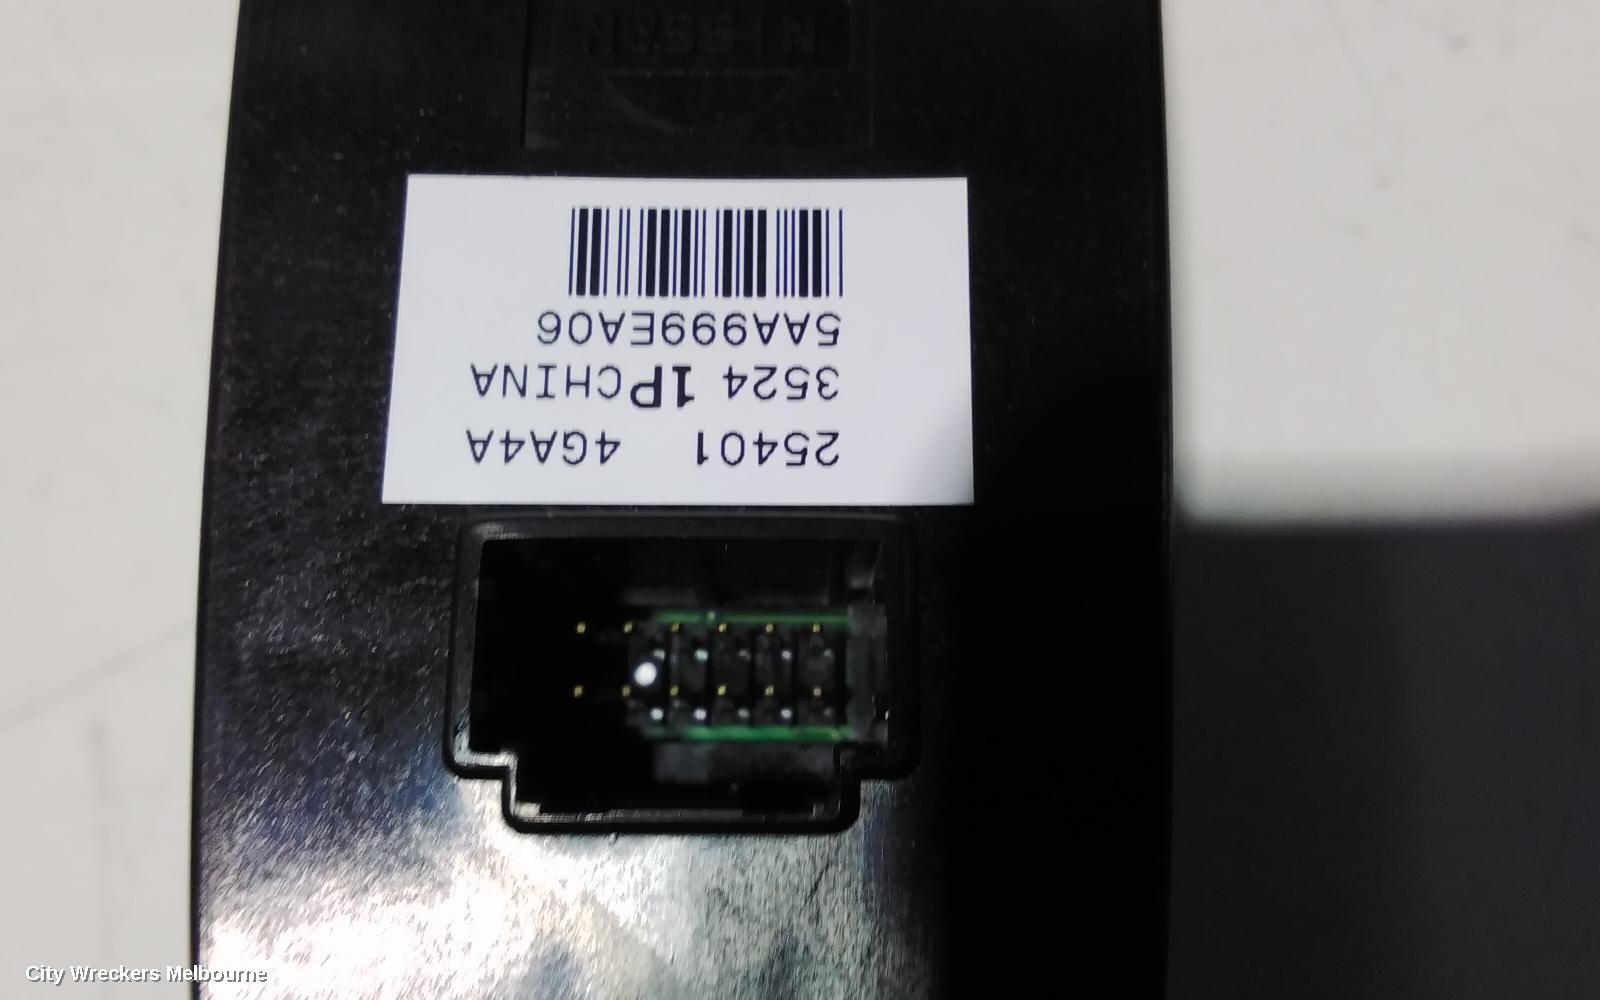 25401 4GA4A
3524 1PCHINA
5AA999EA06
NISSAN
City Wreckers Melbourne